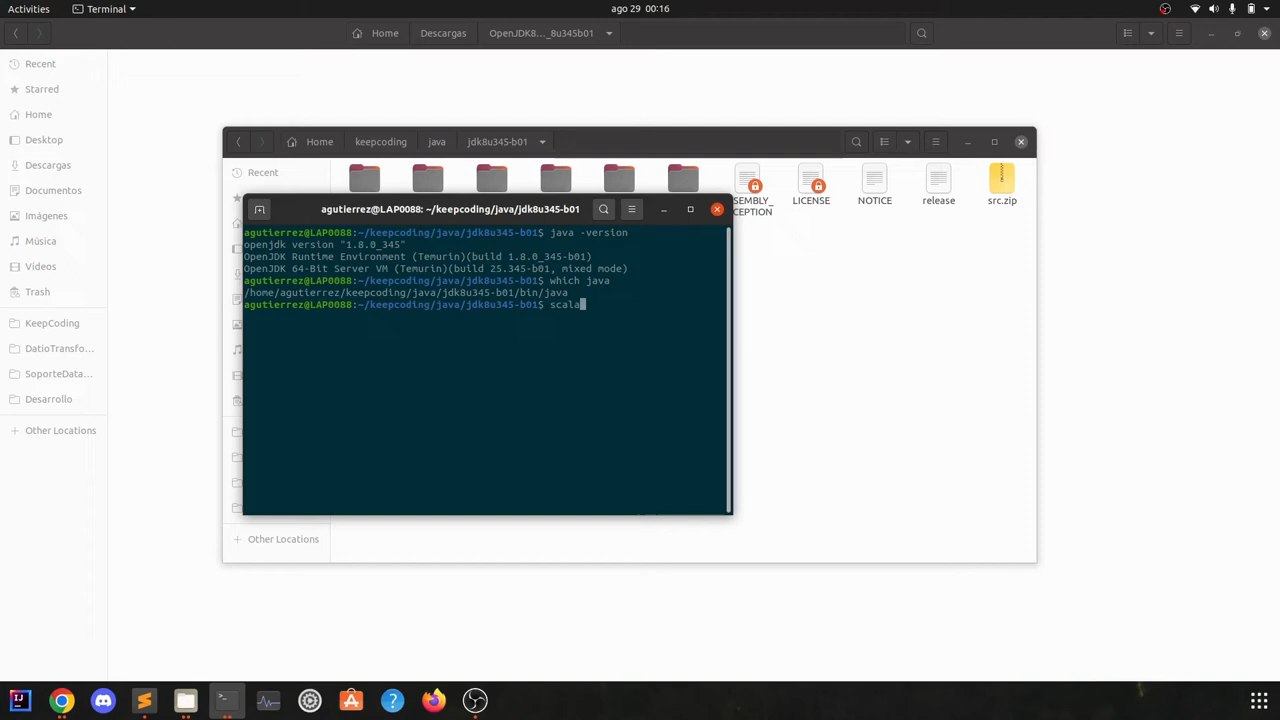 Activities
Terminal
ago 29 00:16
Home
Descargas
OpenJDK8..._8u345b01
Recent
Starred
Home
Desktop
Descargas
Documentos
Imágenes
Música
Vídeos
Trash
KeepCoding
DatioTransfo...
SoporteData...
Desarrollo
Other Locations
Home
keepcoding
java
jdk8u345-b01
Recent
SEMBLY_
CEPTION
LICENSE
NOTICE
release
src.zip
agutierrez@LAP0088: ~/keepcoding/java/jdk8u345-b01
agutierrez@LAP0088:~/keepcoding/java/jdk8u345-b01$ java -version
openjdk version "1.8.0_345"
OpenJDK Runtime Environment (Temurin)(build 1.8.0_345-b01)
OpenJDK 64-Bit Server VM (Temurin)(build 25.345-b01, mixed mode)
agutierrez@LAP0088:~/keepcoding/java/jdk8u345-b01$ which java
/home/agutierrez/keepcoding/java/jdk8u345-b01/bin/java
agutierrez@LAP0088:~/keepcoding/java/jdk8u345-b01$ scala
Other Locations
IJ